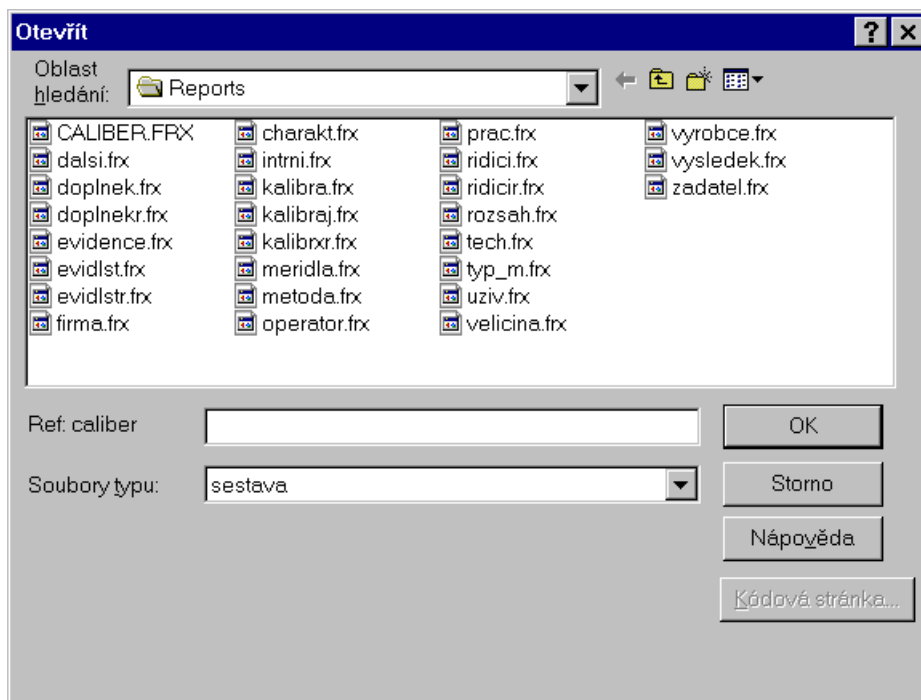 Otevřít
Oblast
hledání:
Reports
CALIBER.FRX
dalsi.frx
doplnek.frx
doplnekr.frx
evidence.frx
evidlst.frx
evidlstr.frx
firma.frx
charakt.frx
intrni.frx
kalibra.frx
kalibraj.frx
kalibrxr.frx
meridla.frx
metoda.frx
operator.frx
prac.frx
ridici.frx
ridicir.frx
rozsah.frx
tech.frx
typ_m.frx
uziv.frx
velicina.frx
vyrobce.frx
vysledek.frx
zadatel.frx
Ref: caliber
OK
Soubory typu:
sestava
Storno
Nápověda
Kódová stránka...